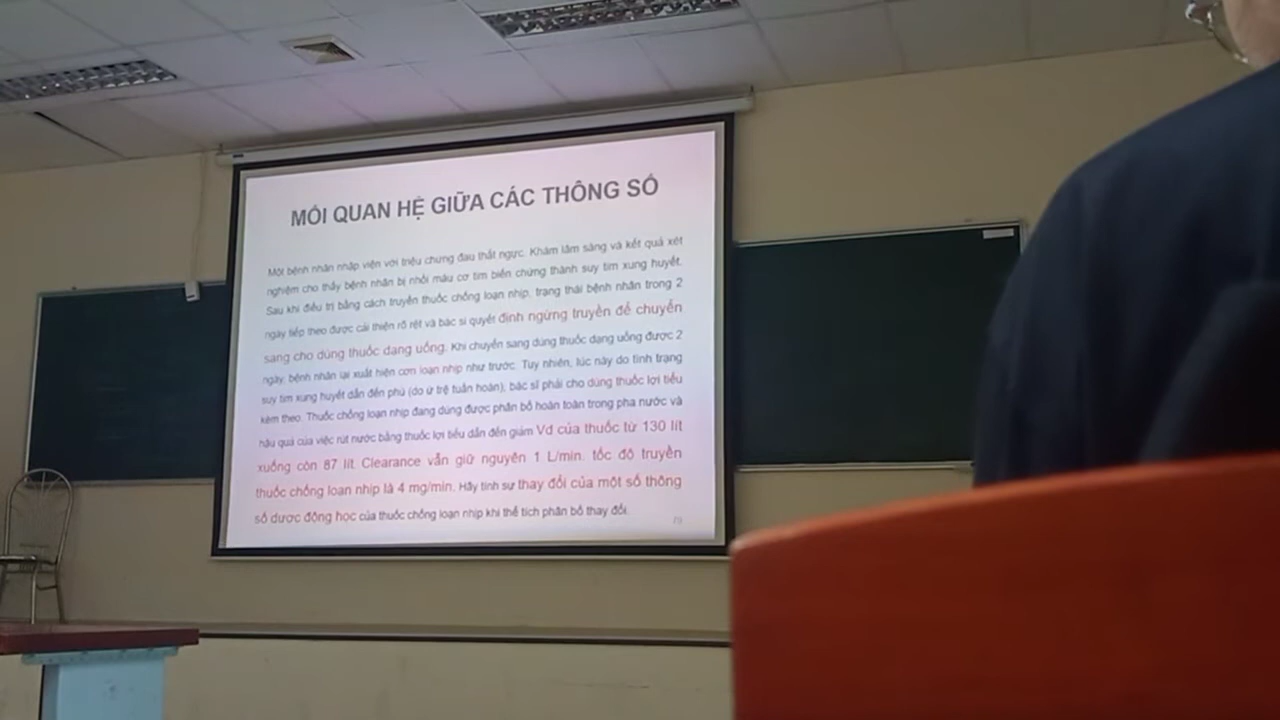 MỐI QUAN HỆ GIỮA CÁC THÔNG SỐ
Một bệnh nhân nhập viện với triệu chứng đau thắt ngực. Khám lâm sàng và kết quả xét
nghiệm cho thấy bệnh nhân bị nhồi máu cơ tim biến chứng thành suy tim xung huyết.
Sau khi điều trị bằng cách truyền thuốc chống loạn nhịp, trạng thái bệnh nhân trong 2
ngày tiếp theo được cải thiện rõ rệt và bác sĩ quyết định ngừng truyền để chuyển
sang cho dùng thuốc dạng uống. Khi chuyển sang dùng thuốc dạng uống được 2
ngày, bệnh nhân lại xuất hiện cơn loạn nhịp như trước. Tuy nhiên, lúc này do tình trạng
suy tim xung huyết dẫn đến phù (do ứ trệ tuần hoàn), bác sĩ phải cho dùng thuốc lợi tiểu
kèm theo. Thuốc chống loạn nhịp đang dùng được phân bố hoàn toàn trong pha nước và
hậu quả của việc rút nước bằng thuốc lợi tiểu dẫn đến giảm Vd của thuốc từ 130 lít
xuống còn 87 lít. Clearance vẫn giữ nguyên 1 L/min. tốc độ truyền
thuốc chống loạn nhịp là 4 mg/min. Hãy tính sự thay đổi của một số thông
số dược động học của thuốc chống loạn nhịp khi thể tích phân bố thay đổi.